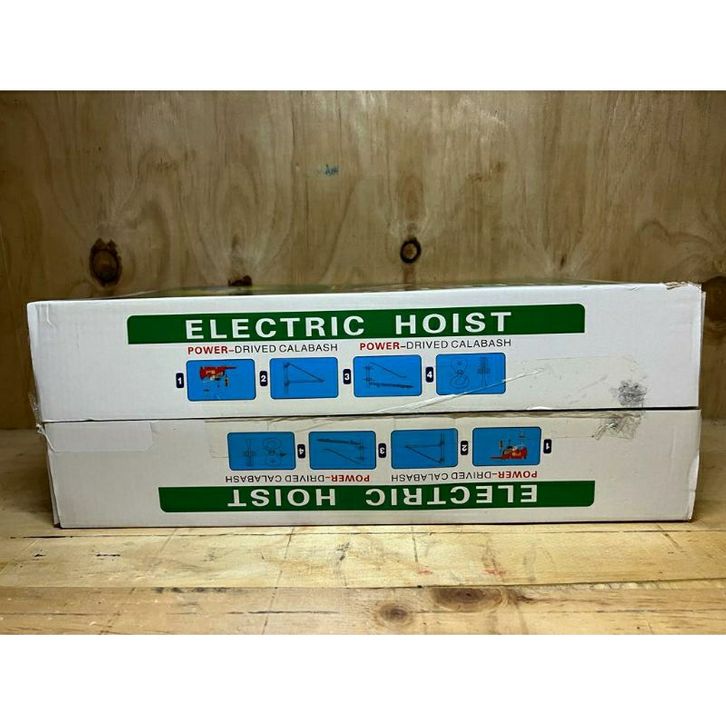 ELECTRIC HOIST
POWER-DRIVED CALABASH POWER-DRIVED CALABASH
1 2 3 4
4 3 2 1
POWER-DRIVED CALABASH POWER-DRIVED CALABASH
ELECTRIC HOIST